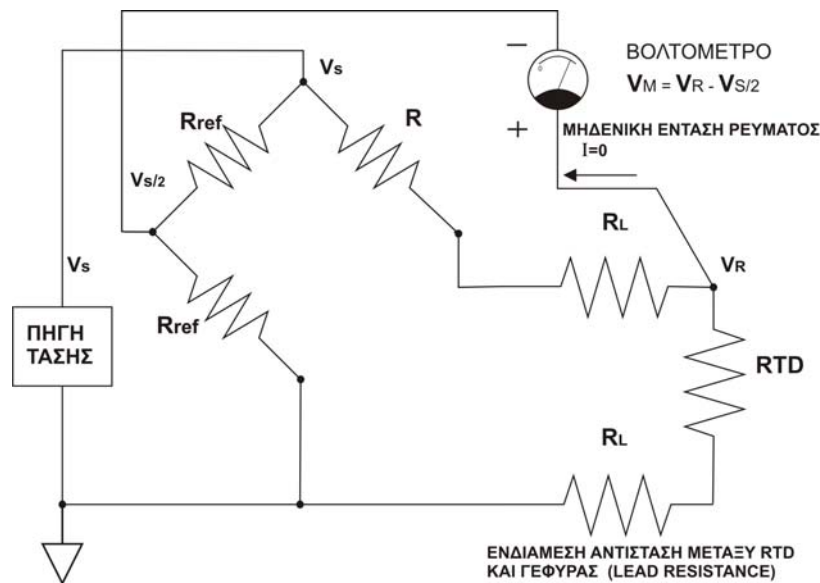 Vs
Rref
R
Vs/2
Vs
Rref
ΠΗΓΗ
ΤΑΣΗΣ
0
−
+
ΒΟΛΤΟΜΕΤΡΟ
VM = VR - VS/2
ΜΗΔΕΝΙΚΗ ΕΝΤΑΣΗ ΡΕΥΜΑΤΟΣ
I=0
RL
VR
RTD
RL
ΕΝΔΙΑΜΕΣΗ ΑΝΤΙΣΤΑΣΗ ΜΕΤΑΞΥ RTD
ΚΑΙ ΓΕΦΥΡΑΣ (LEAD RESISTANCE)